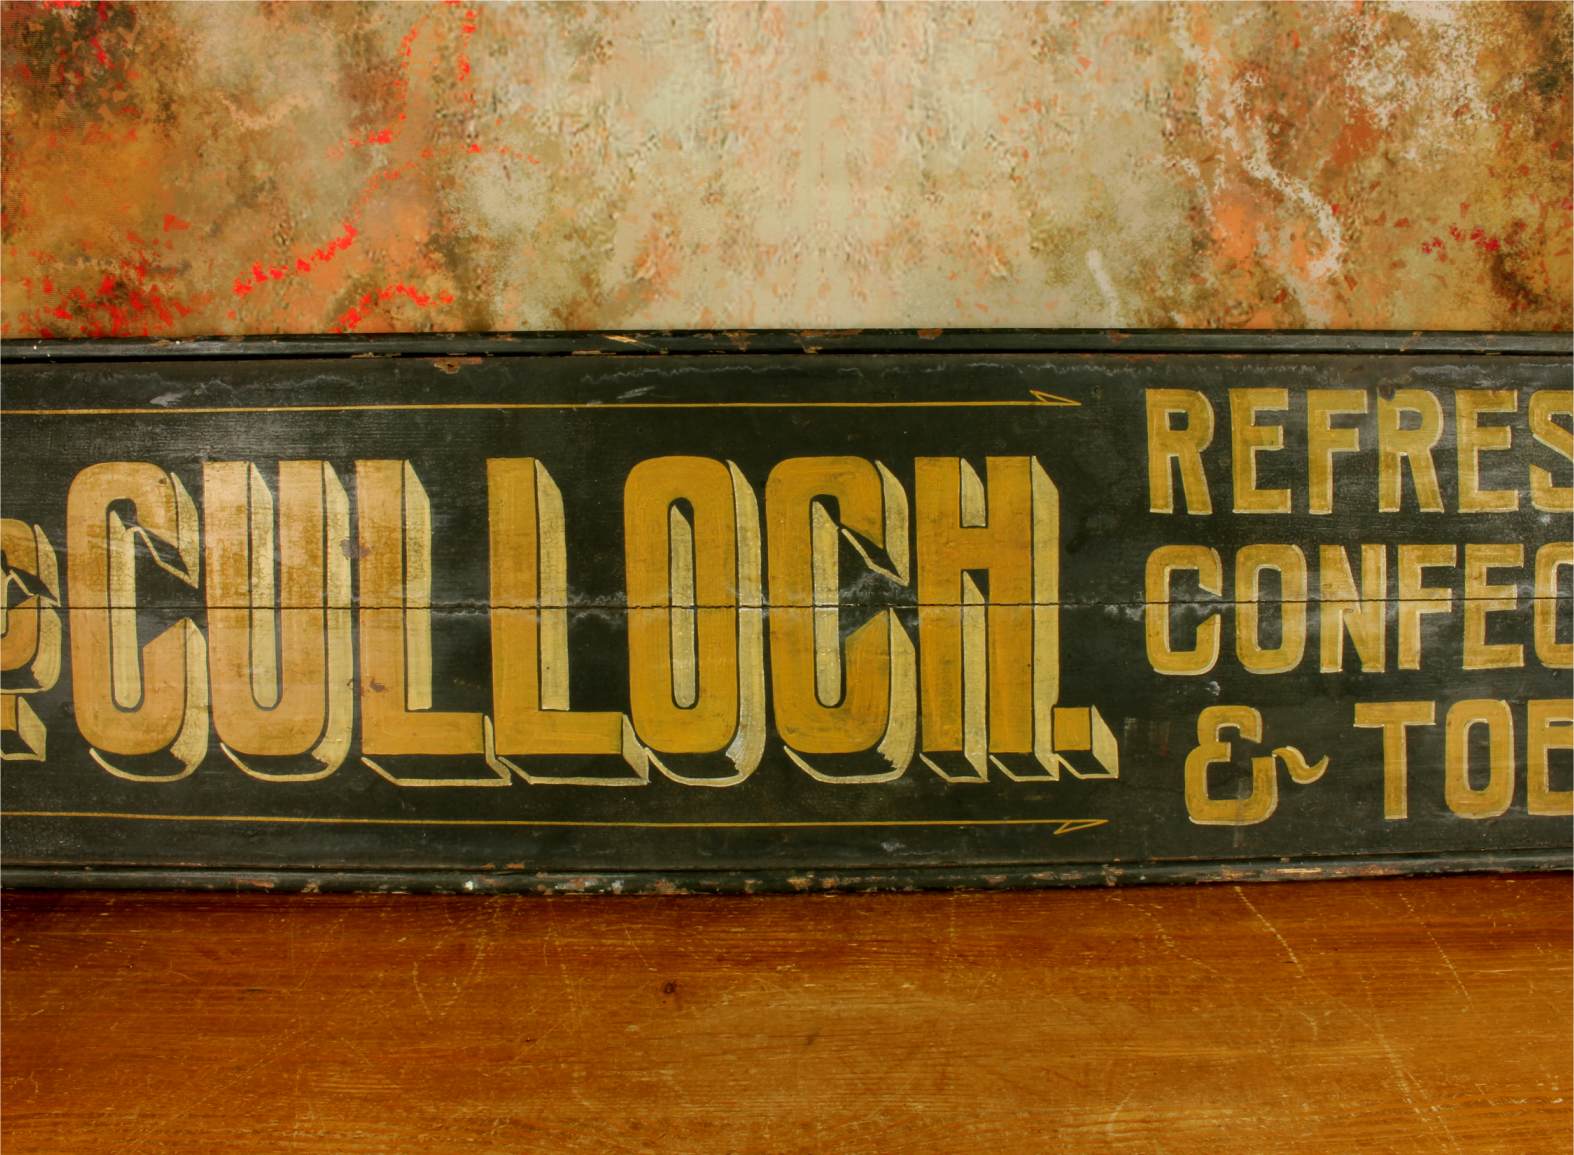 CULLOCH.
REFRES
CONFEC
& TOB